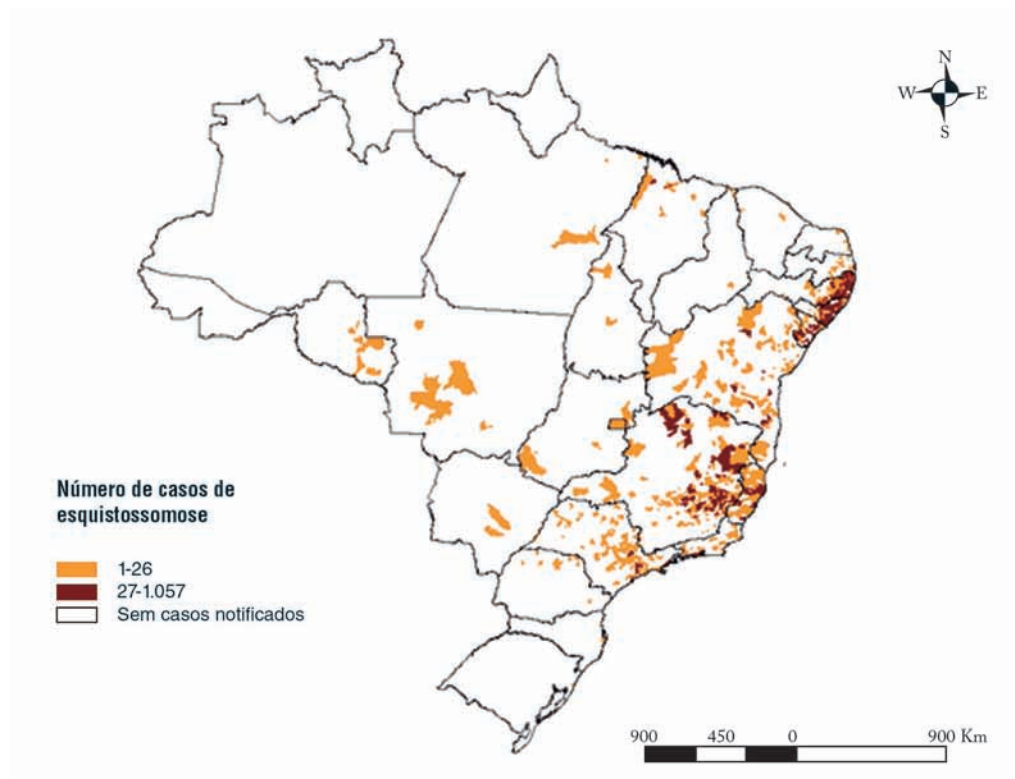 N
W E
S
Número de casos de
esquistossomose
1-26
27-1.057
Sem casos notificados
900 450 0 900 Km